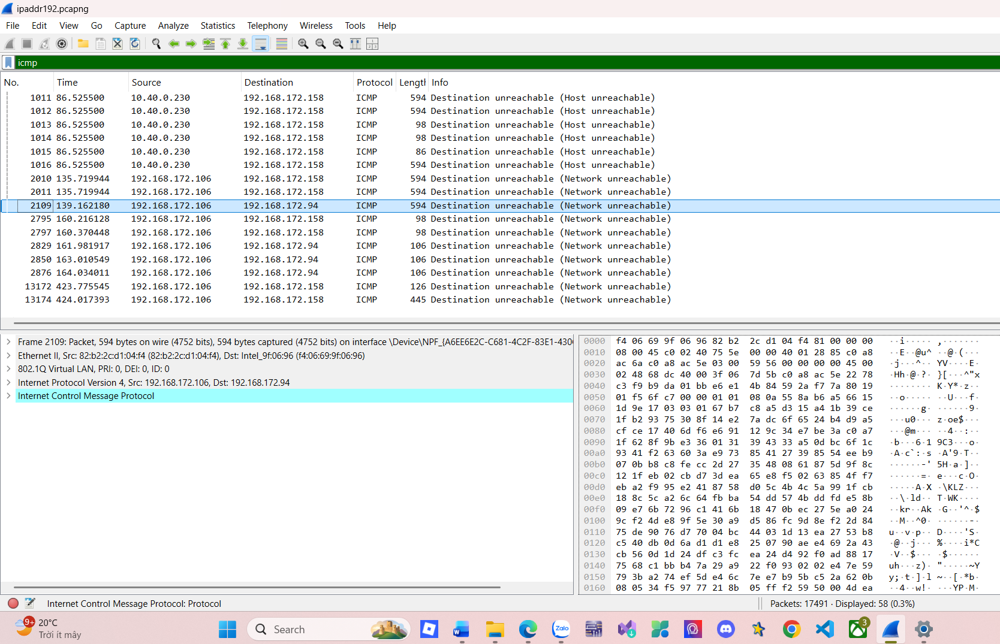 ipaddr192.pcapng
File Edit View Go Capture Analyze Statistics Telephony Wireless Tools Help
icmp
No. Time Source Destination Protocol Length Info
1011 86.525500 10.40.0.230 192.168.172.158 ICMP 594 Destination unreachable (Host unreachable)
1012 86.525500 10.40.0.230 192.168.172.158 ICMP 594 Destination unreachable (Host unreachable)
1013 86.525500 10.40.0.230 192.168.172.158 ICMP 98 Destination unreachable (Host unreachable)
1014 86.525500 10.40.0.230 192.168.172.158 ICMP 98 Destination unreachable (Host unreachable)
1015 86.525500 10.40.0.230 192.168.172.158 ICMP 86 Destination unreachable (Host unreachable)
1016 86.525500 10.40.0.230 192.168.172.158 ICMP 594 Destination unreachable (Host unreachable)
2010 135.719944 192.168.172.106 192.168.172.158 ICMP 594 Destination unreachable (Network unreachable)
2011 135.719944 192.168.172.106 192.168.172.158 ICMP 594 Destination unreachable (Network unreachable)
2109 139.162180 192.168.172.106 192.168.172.94 ICMP 594 Destination unreachable (Network unreachable)
2795 160.216128 192.168.172.106 192.168.172.158 ICMP 98 Destination unreachable (Network unreachable)
2797 160.370448 192.168.172.106 192.168.172.158 ICMP 98 Destination unreachable (Network unreachable)
2829 161.981917 192.168.172.106 192.168.172.94 ICMP 106 Destination unreachable (Network unreachable)
2850 163.010549 192.168.172.106 192.168.172.94 ICMP 106 Destination unreachable (Network unreachable)
2876 164.034011 192.168.172.106 192.168.172.94 ICMP 106 Destination unreachable (Network unreachable)
13172 423.775545 192.168.172.106 192.168.172.158 ICMP 126 Destination unreachable (Network unreachable)
13174 424.017393 192.168.172.106 192.168.172.158 ICMP 445 Destination unreachable (Network unreachable)
Frame 2109: Packet, 594 bytes on wire (4752 bits), 594 bytes captured (4752 bits) on interface \Device\NPF_{A6EE6E2C-C681-4C2F-83E1-430
Ethernet II, Src: 82:b2:2c:d1:04:f4 (82:b2:2c:d1:04:f4), Dst: Intel_9f:06:96 (f4:06:69:9f:06:96)
802.1Q Virtual LAN, PRI: 0, DEI: 0, ID: 0
Internet Protocol Version 4, Src: 192.168.172.106, Dst: 192.168.172.94
Internet Control Message Protocol
0000 f4 06 69 9f 06 96 82 b2 2c d1 04 f4 81 00 00 00 ··i····· ,·······
0010 08 00 45 c0 02 40 75 5e 00 00 40 01 28 85 c0 a8 ··E··@u^ ··@·(···
0020 ac 6a c0 a8 ac 5e 03 00 59 56 00 00 00 00 45 00 ·j···^·· YV····E·
0030 02 48 68 dc 40 00 3f 06 7d 5b c0 a8 ac 5e 22 78 ·Hh·@·?· }[···^"x
0040 c3 f9 b9 da 01 bb e6 e1 4b 84 59 2a f7 7a 80 19 ········ K·Y*·z··
0050 01 f5 6f c7 00 00 01 01 08 0a 55 8a b6 a5 66 15 ··o····· ··U···f·
0060 1d 9e 17 03 03 01 67 b7 c8 a5 d3 15 a4 1b 39 ce ······g· ······9·
0070 1f b2 93 75 30 8f 14 e2 7a dc 6f 65 24 b4 d9 a5 ···u0··· z·oe$···
0080 cf ce 17 40 6d f6 e6 91 12 9c 34 e7 be 3a c0 a7 ···@m··· ··4··:··
0090 1f 62 8f 9b e3 36 01 31 39 43 33 a5 0d bc 6f 1c ·b···6·1 9C3···o·
00a0 93 41 f2 63 60 3a e9 73 85 41 27 39 85 54 ee b9 ·A·c`:·s ·A'9·T··
00b0 07 0b b8 c8 fe cc 2d 27 35 48 08 61 87 5d 9f 8c ······-' 5H·a·]··
00c0 12 1f eb 02 cb d7 3d ea 65 e8 f5 02 63 85 4f f7 ······=· e···c·O·
00d0 eb a2 f9 95 e2 41 87 58 d0 5c 4b 4c 5a 99 1f cb ·····A·X ·\KLZ···
00e0 18 8c 5c a2 6c 64 fb ba 54 dd 57 4b dd fd e5 8b ··\·ld·· T·WK····
00f0 09 e7 6b 72 96 c1 41 6b 18 47 0b ec 27 5e a0 24 ··kr··Ak ·G··'^·$
0100 9c f2 4d e8 9f 5e 30 a9 d5 86 fc 9d 8e f2 2d 84 ··M··^0· ······-·
0110 75 de 90 76 d7 70 04 bc 44 03 1d 13 ea 27 53 b8 u··v·p·· D····'S·
0120 c5 40 db 0d 6a d1 d1 e8 25 07 90 ae e4 69 2a 43 ·@··j··· %····i*C
0130 cb 56 0d 1d 24 df c3 fc ea 24 d4 92 f0 ad 88 17 ·V··$··· ·$······
0140 75 68 c1 bb b4 7a 29 a9 22 f0 93 02 02 e4 7e 59 uh···z)· "·····~Y
0150 79 3b a2 74 ef 5d de e4 6c 7e e7 b9 5b c5 2a 62 0b y;·t·]·· l~··[·*b·
0160 08 05 34 f5 97 77 21 8b 05 ff f2 59 50 00 4d ea ··4··w!· ···YP·M·
Internet Control Message Protocol: Protocol
Packets: 17491 · Displayed: 58 (0.3%)
9+
20°C
Trời ít mây
Search
Zalo
3